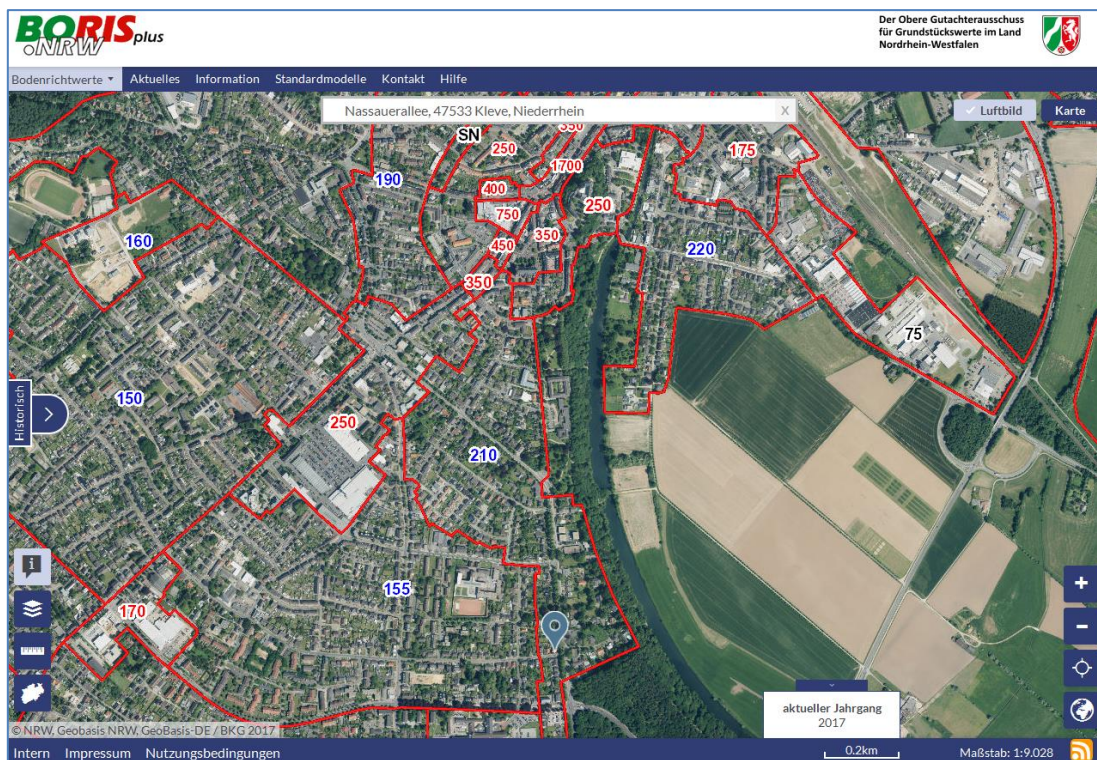 BORIS plus
.NRW
Der Obere Gutachterausschuss
für Grundstückswerte im Land
Nordrhein-Westfalen
Bodenrichtwerte Aktuelles Information Standardmodelle Kontakt Hilfe
Nassauerallee, 47533 Kleve, Niederrhein X
Luftbild Karte
350
SN
250
175
1700
190
400
250
750
350
160
450
220
350
75
Historisch
150
250
210
155
170
+
−
aktueller Jahrgang
2017
© NRW, Geobasis NRW, GeoBasis-DE / BKG 2017
Intern Impressum Nutzungsbedingungen 0.2km Maßstab: 1:9.028